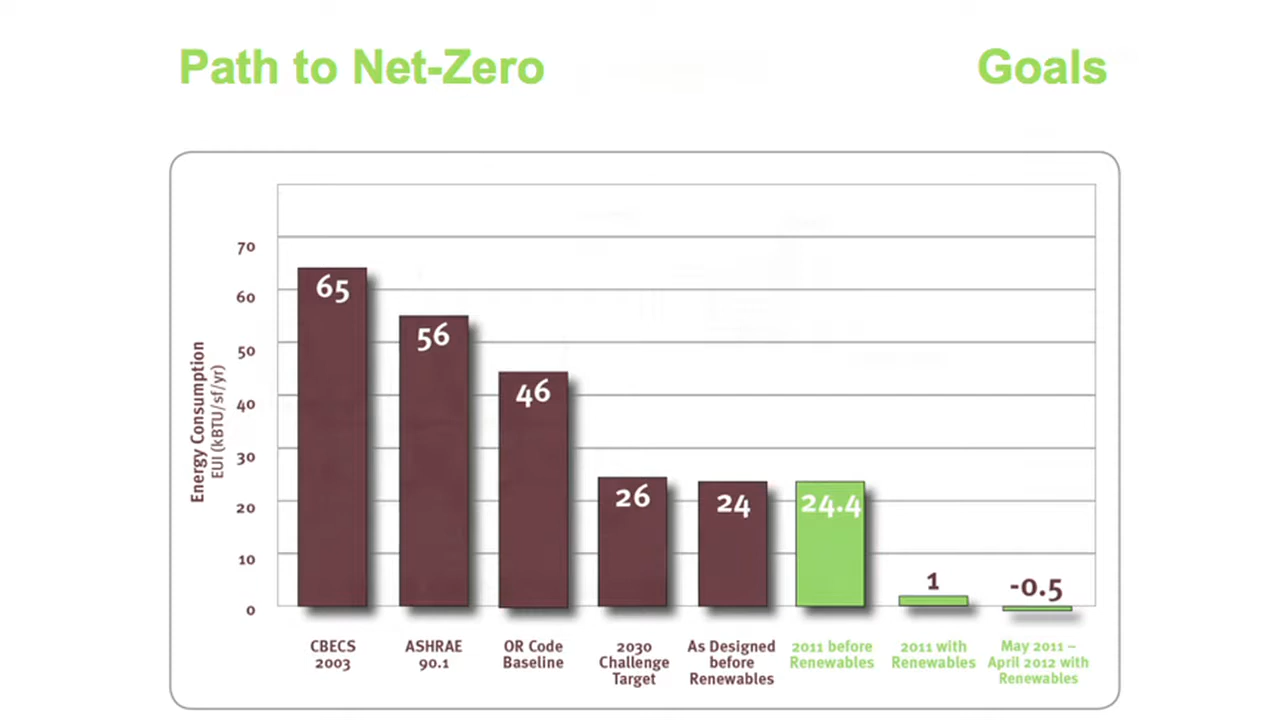 Path to Net-Zero
Goals
70
60
50
40
30
20
10
0
Energy Consumption
EUI (kBTU/sf/yr)
65
56
46
26
24
24.4
1
-0.5
CBECS
2003
ASHRAE
90.1
OR Code
Baseline
2030
Challenge
Target
As Designed
before
Renewables
2011 before
Renewables
2011 with
Renewables
May 2011 –
April 2012 with
Renewables